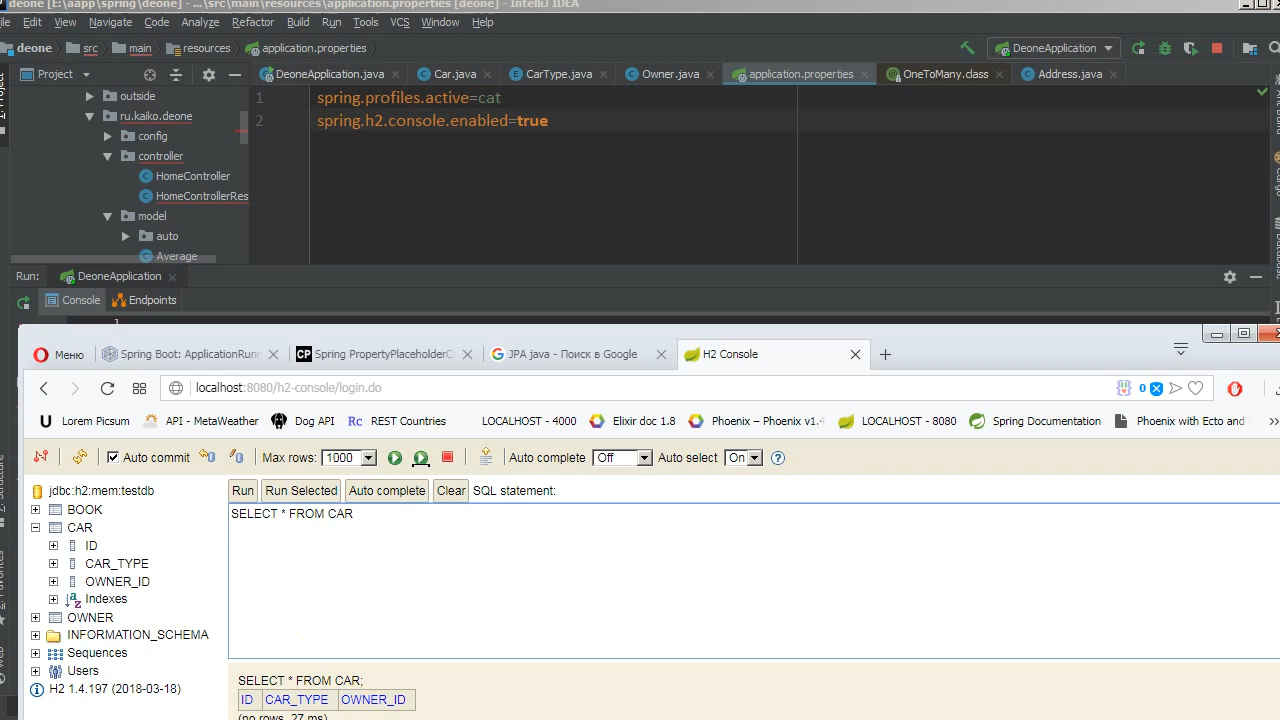 deone [E:\aapp\spring\deone] - ...\src\main\resources\application.properties [deone] - IntelliJ IDEA
Edit View Navigate Code Analyze Refactor Build Run Tools VCS Window Help
deone src main resources application.properties DeoneApplication
Project DeoneApplication.java Car.java CarType.java Owner.java application.properties OneToMany.class Address.java
outside
ru.kaiko.deone
config
controller
HomeController
HomeControllerRes
model
auto
Average
1 spring.profiles.active=cat
2 spring.h2.console.enabled=true
Run: DeoneApplication
Console Endpoints
Меню Spring Boot: ApplicationRunn Spring PropertyPlaceholderC JPA java - Поиск в Google H2 Console
localhost:8080/h2-console/login.do 0
Lorem Picsum API - MetaWeather Dog API Rc REST Countries LOCALHOST - 4000 Elixir doc 1.8 Phoenix – Phoenix v1.4 LOCALHOST - 8080 Spring Documentation Phoenix with Ecto and
Auto commit Max rows: 1000 Auto complete Off Auto select On
jdbc:h2:mem:testdb
BOOK
CAR
ID
CAR_TYPE
OWNER_ID
Indexes
OWNER
INFORMATION_SCHEMA
Sequences
Users
H2 1.4.197 (2018-03-18)
Run Run Selected Auto complete Clear SQL statement:
SELECT * FROM CAR
SELECT * FROM CAR;
ID CAR_TYPE OWNER_ID
(no rows, 27 ms)